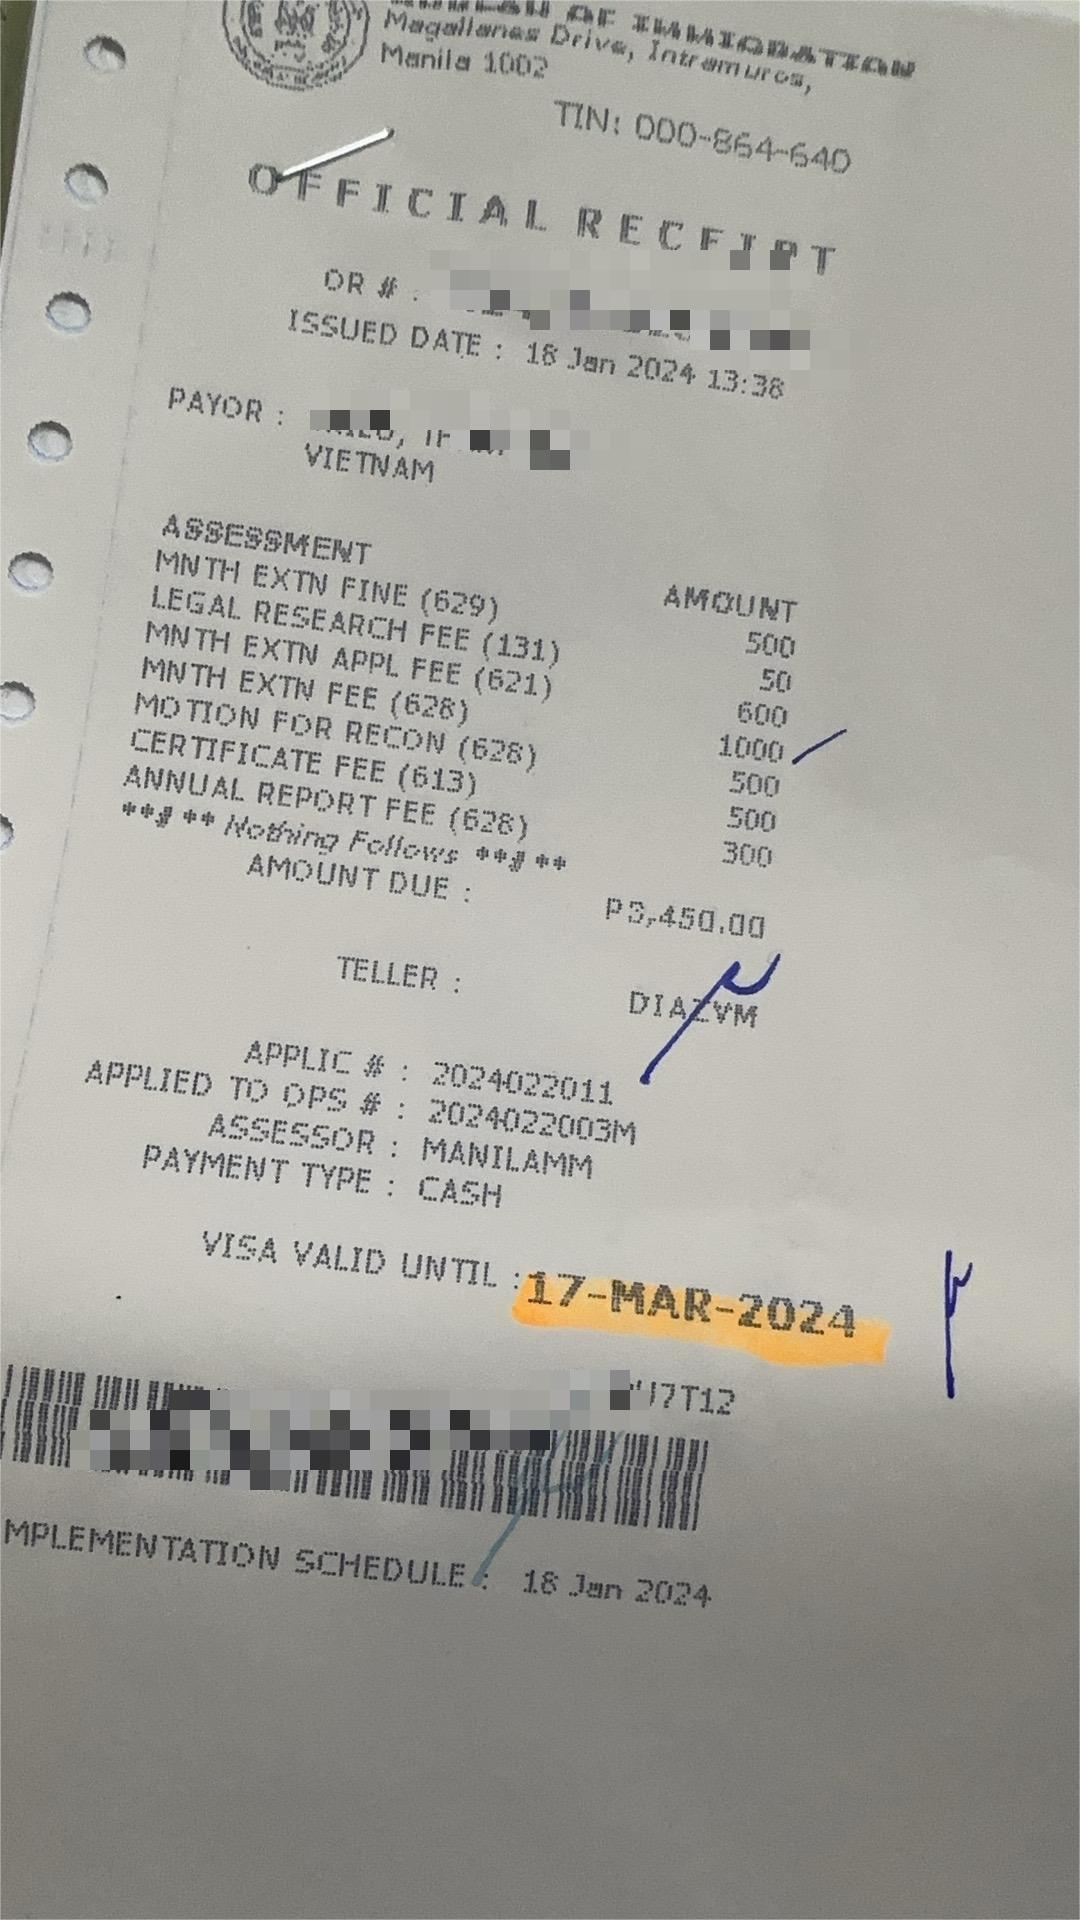 BUREAU OF IMMIGRATION
Magallanes Drive, Intramuros,
Manila 1002
TIN: 000-864-640
OFFICIAL RECEIPT
OR # :
ISSUED DATE : 18 Jan 2024 13:38
PAYOR :
VIETNAM
ASSESSMENT AMOUNT
MNTH EXTN FINE (629) 500
LEGAL RESEARCH FEE (131) 50
MNTH EXTN APPL FEE (621) 600
MNTH EXTN FEE (628) 1000
MOTION FOR RECON (628) 500
CERTIFICATE FEE (613) 500
ANNUAL REPORT FEE (628) 300
**#** Nothing Follows **#**
AMOUNT DUE : P3,450.00
TELLER : DIAZVM
APPLIC # : 2024022011
APPLIED TO OPS # : 2024022003M
ASSESSOR : MANILAMM
PAYMENT TYPE : CASH
VISA VALID UNTIL : 17-MAR-2024
U7T12
MPLEMENTATION SCHEDULE : 18 Jan 2024